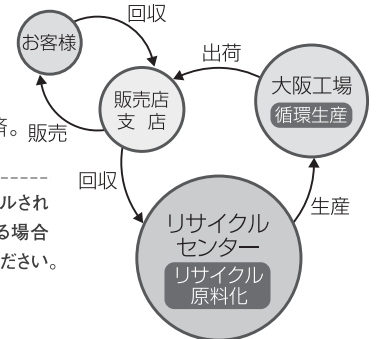 回収
お客様
出荷
販売店
支 店
大阪工場
循環生産
済。
販売
回収
ルされ
る場合
ださい。
生産
リサイクル
センター
リサイクル
原料化